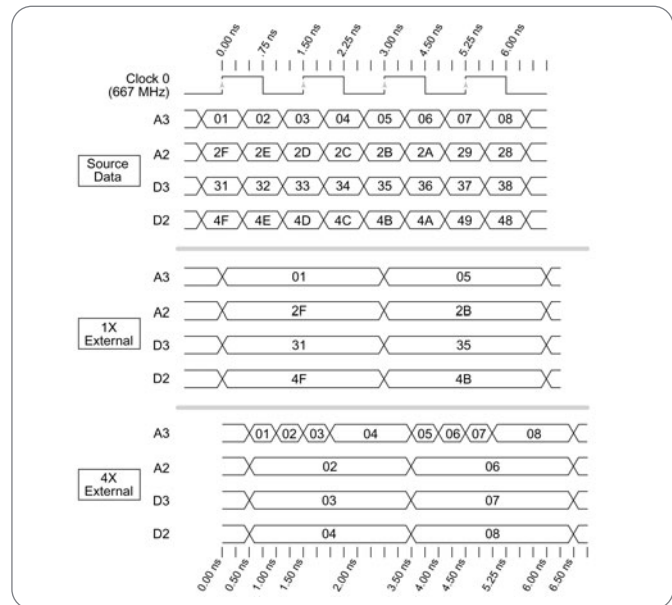 0.00 ns .75 ns 1.50 ns 2.25 ns 3.00 ns 4.50 ns 5.25 ns 6.00 ns
Clock 0
(667 MHz)
A3 01 02 03 04 05 06 07 08
Source
Data
A2 2F 2E 2D 2C 2B 2A 29 28
D3 31 32 33 34 35 36 37 38
D2 4F 4E 4D 4C 4B 4A 49 48
A3 01 05
1X
External
A2 2F 2B
D3 31 35
D2 4F 4B
A3 01 02 03 04 05 06 07 08
4X
External
A2 02 06
D3 03 07
D2 04 08
0.00 ns 0.50 ns 1.00 ns 1.50 ns 2.00 ns 3.50 ns 4.00 ns 4.50 ns 5.25 ns 6.00 ns 6.50 ns